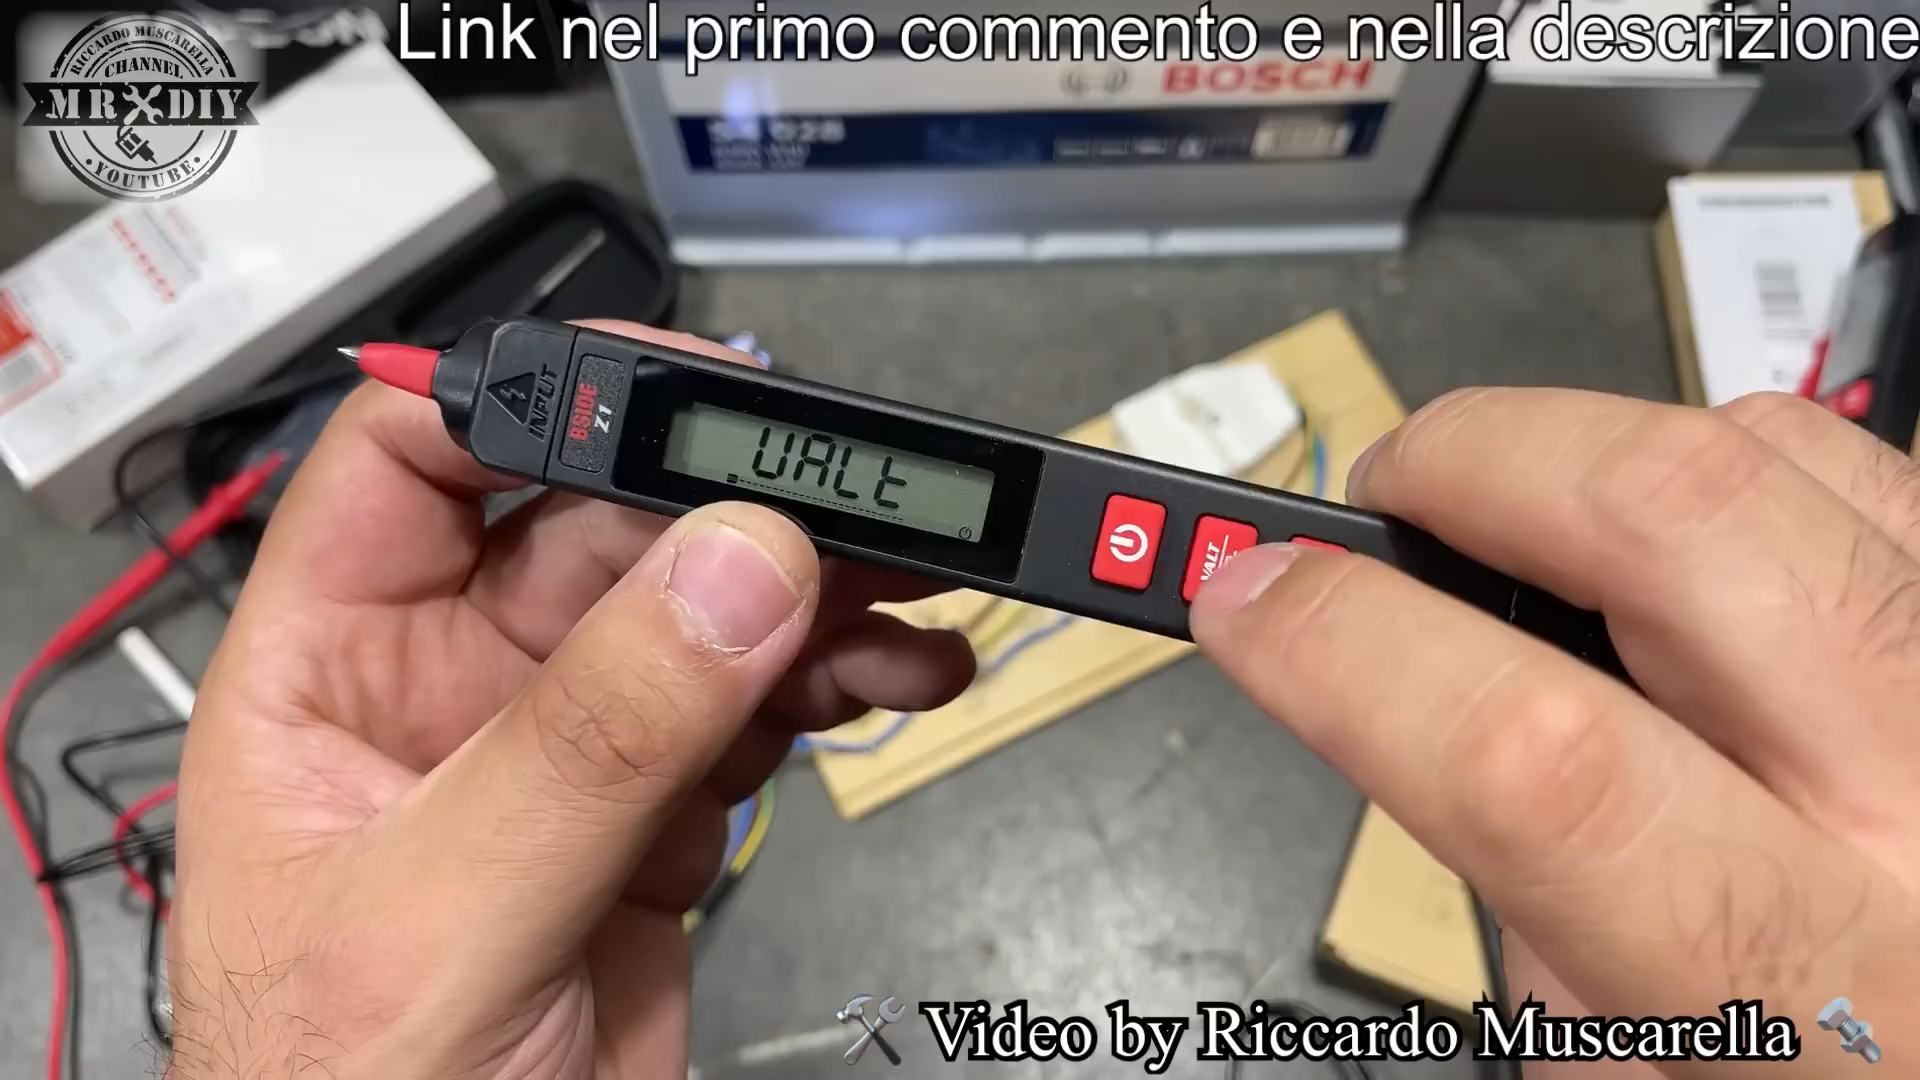 Link nel primo commento e nella descrizione
RICCARDO MUSCARELLA
CHANNEL
MR DIY
YOUTUBE
BOSCH
INPUT
BSIDE
Z1
VALt
VALT
Video by Riccardo Muscarella